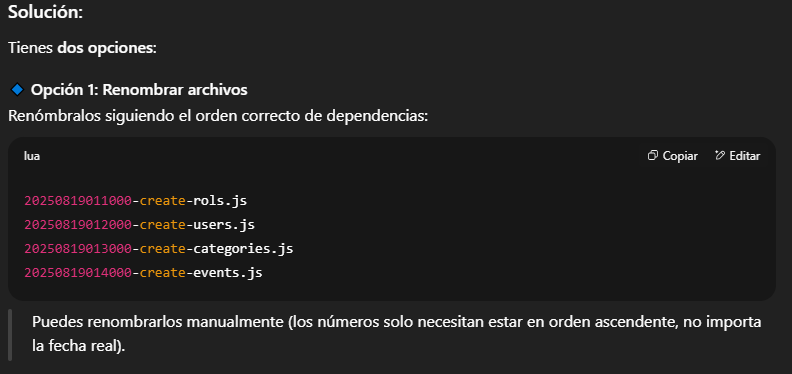 Solución:
Tienes dos opciones:
Opción 1: Renombrar archivos
Renómbralos siguiendo el orden correcto de dependencias:
lua
Copiar
Editar
20250819011000-create-rols.js
20250819012000-create-users.js
20250819013000-create-categories.js
20250819014000-create-events.js
Puedes renombrarlos manualmente (los números solo necesitan estar en orden ascendente, no importa
la fecha real).